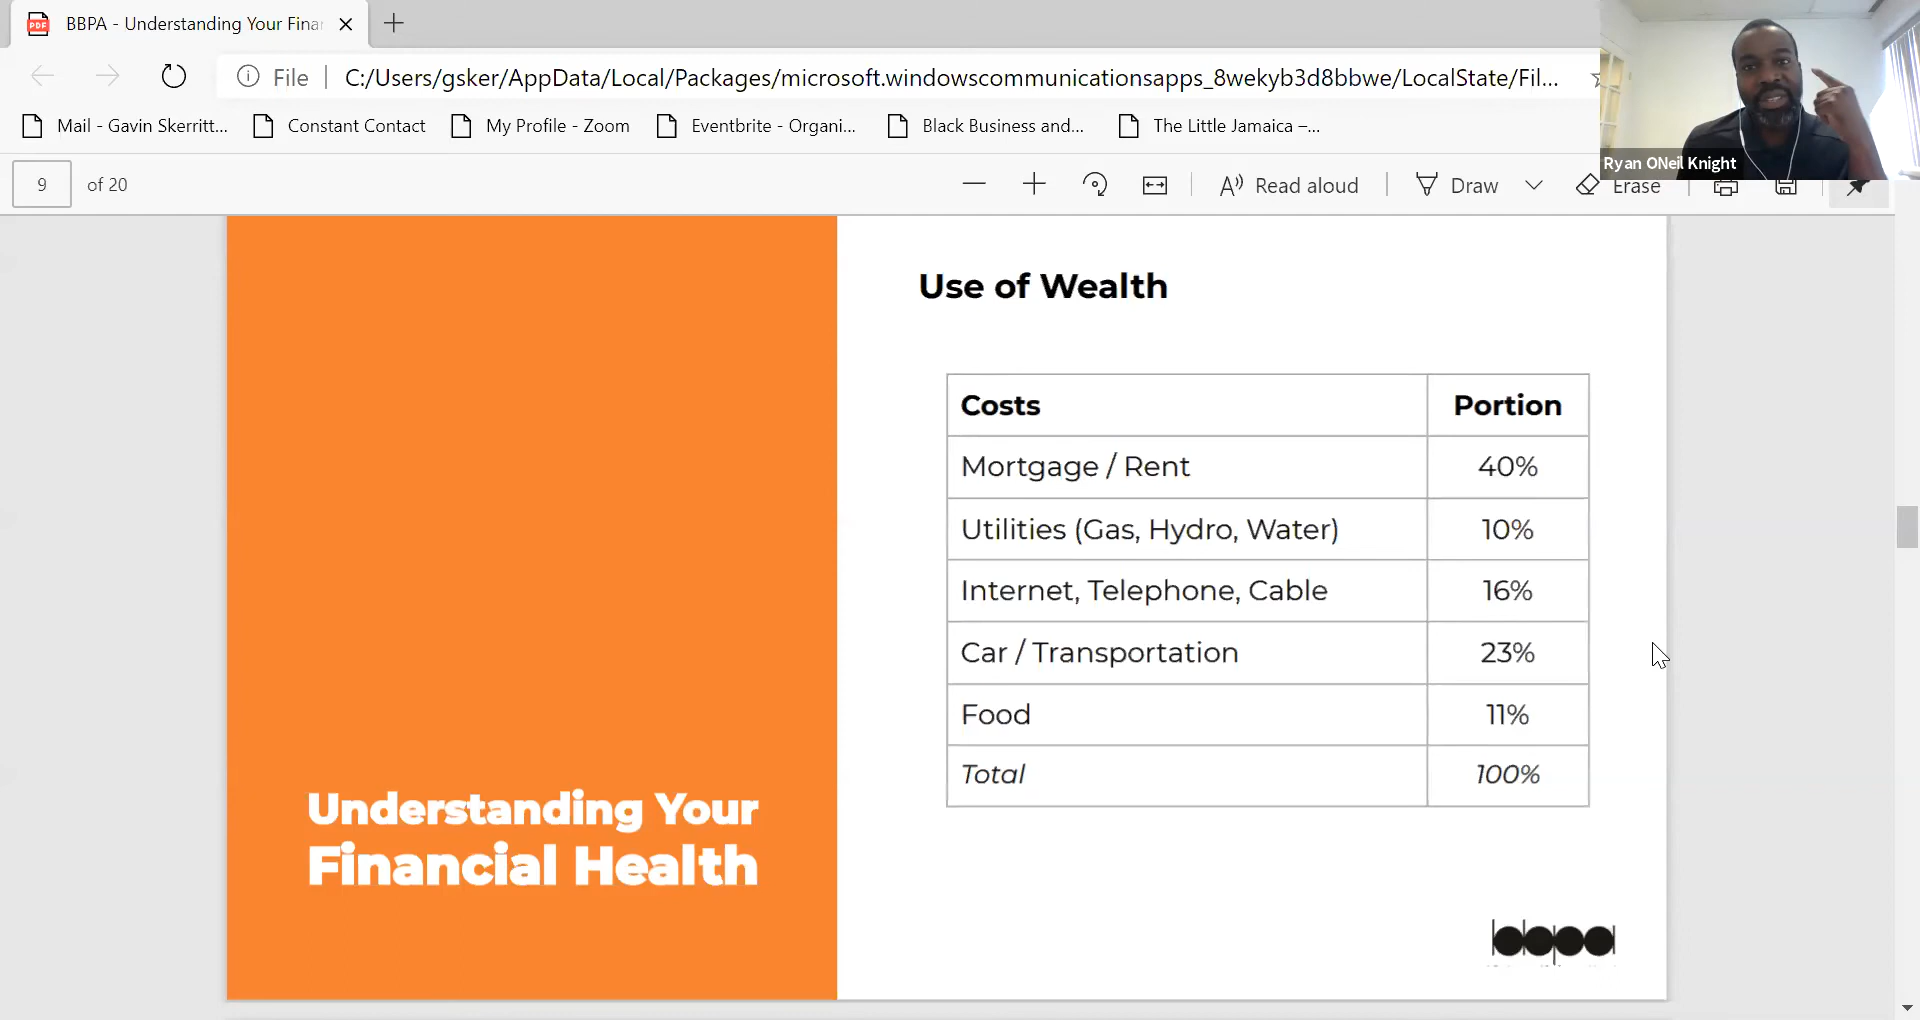 BBPA - Understanding Your Fina
File
C:/Users/gsker/AppData/Local/Packages/microsoft.windowscommunicationsapps_8wekyb3d8bbwe/LocalState/Fil...
Mail - Gavin Skerritt...
Constant Contact
My Profile - Zoom
Eventbrite - Organi...
Black Business and...
The Little Jamaica –...
Ryan ONeil Knight
9 of 20
Read aloud
Draw
Erase
Use of Wealth
Costs Portion
Mortgage / Rent 40%
Utilities (Gas, Hydro, Water) 10%
Internet, Telephone, Cable 16%
Car / Transportation 23%
Food 11%
Total 100%
Understanding Your
Financial Health
bbpa